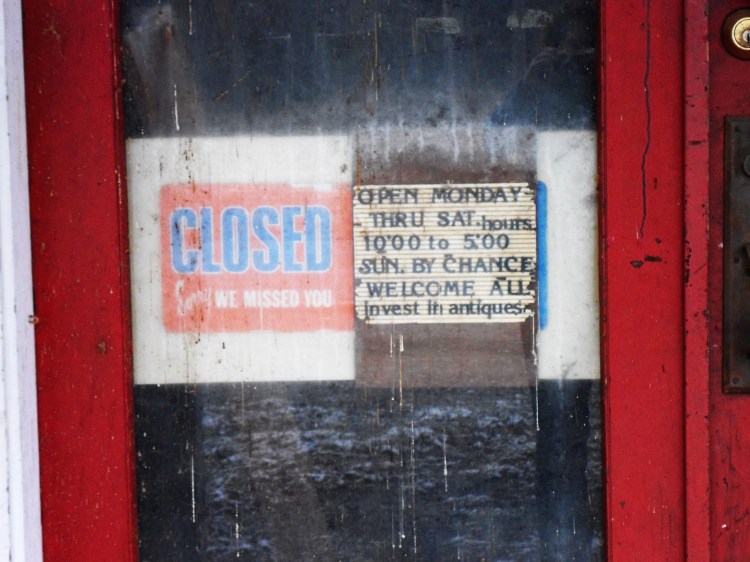 CLOSED
Sorry WE MISSED YOU
OPEN MONDAY
THRU SAT. hours
10'00 to 5'00
SUN. BY CHANCE
WELCOME ALL
Invest in antiques.